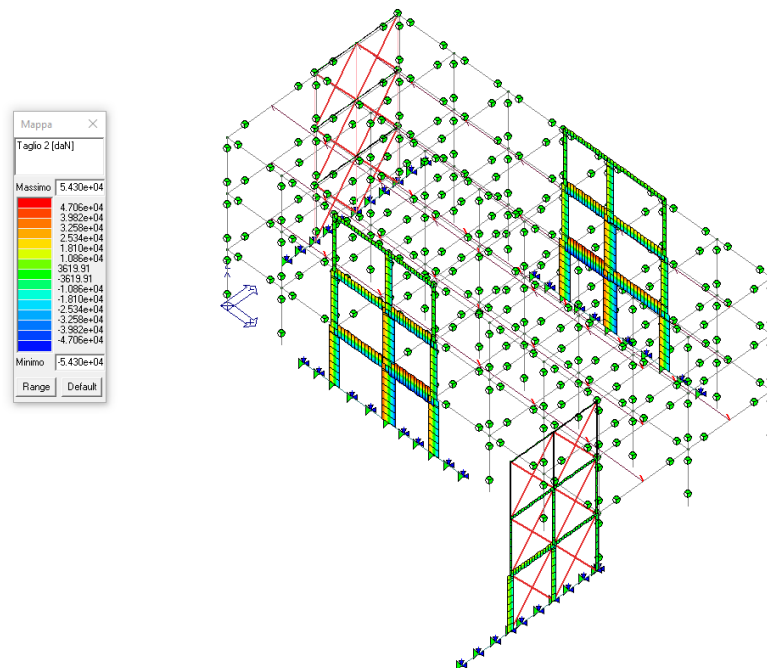 Mappa
Taglio 2 [daN]
Massimo 5.430e+04
4.706e+04
3.982e+04
3.258e+04
2.534e+04
1.810e+04
1.086e+04
3619.91
-3619.91
-1.086e+04
-1.810e+04
-2.534e+04
-3.258e+04
-3.982e+04
-4.706e+04
Minimo -5.430e+04
Range Default